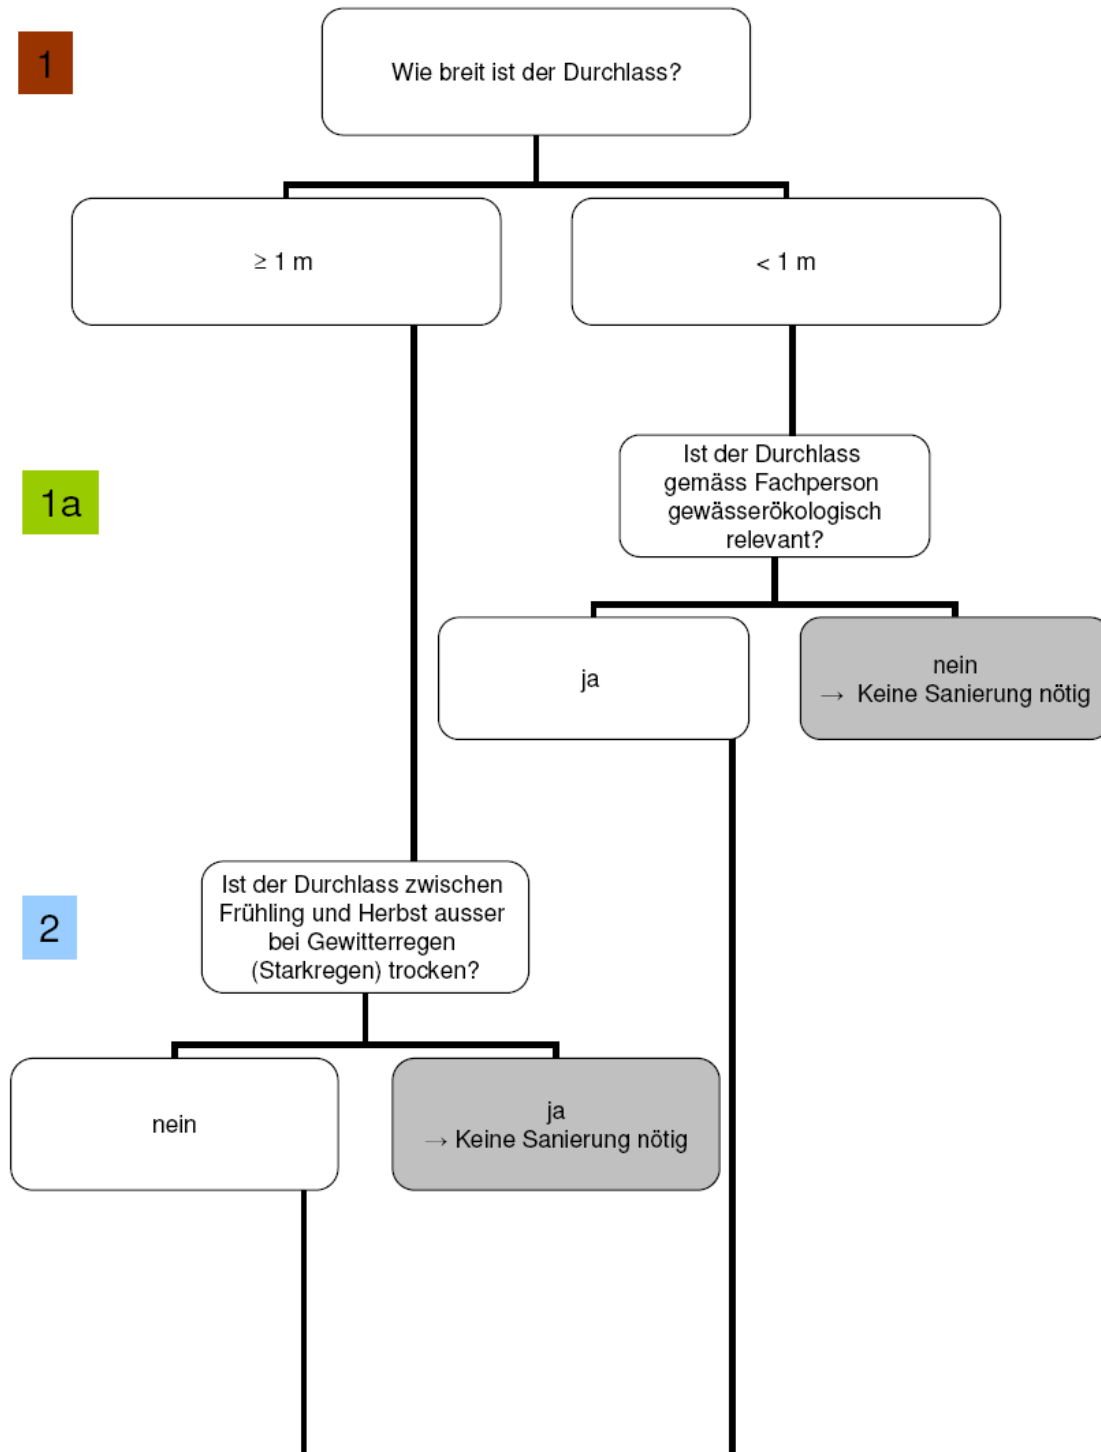 1
Wie breit ist der Durchlass?
≥ 1 m
< 1 m
1a
Ist der Durchlass
gemäss Fachperson
gewässerökologisch
relevant?
ja
nein
→ Keine Sanierung nötig
2
Ist der Durchlass zwischen
Frühling und Herbst ausser
bei Gewitterregen
(Starkregen) trocken?
nein
ja
→ Keine Sanierung nötig